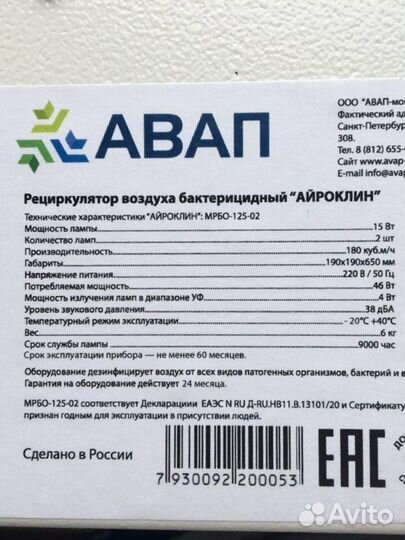 АВАП
ООО "АВАП-мо
Фактический ад
Санкт-Петербур
308.
Тел. 8 (812) 655-
Сайт www.avap-
E-mail info@avap
Рециркулятор воздуха бактерицидный "АЙРОКЛИН"
Технические характеристики "АЙРОКЛИН": МРБО-125-02
Мощность лампы 15 Вт
Количество ламп 2 шт
Производительность 180 куб.м/ч
Габариты 190х190х650 мм
Напряжение питания 220 В / 50 Гц
Потребляемая мощность 46 Вт
Мощность излучения ламп в диапазоне УФ 4 Вт
Уровень звукового давления 38 дБА
Температурный режим эксплуатации - 20°С +40°С
Вес 6 кг
Срок службы лампы 9000 час
Срок эксплуатации прибора — не менее 60 месяцев.
Оборудование дезинфицирует воздух от всех видов патогенных организмов, бактерий и в
Гарантия на оборудование действует 24 месяца.
МРБО-125-02 соответствует Декларации ЕАЭС N RU Д-RU.НВ11.В.13101/20 и Сертификату
признан годным для эксплуатации в присутствии людей.
Сделано в России
7 930092 200053
ЕАС
Avito